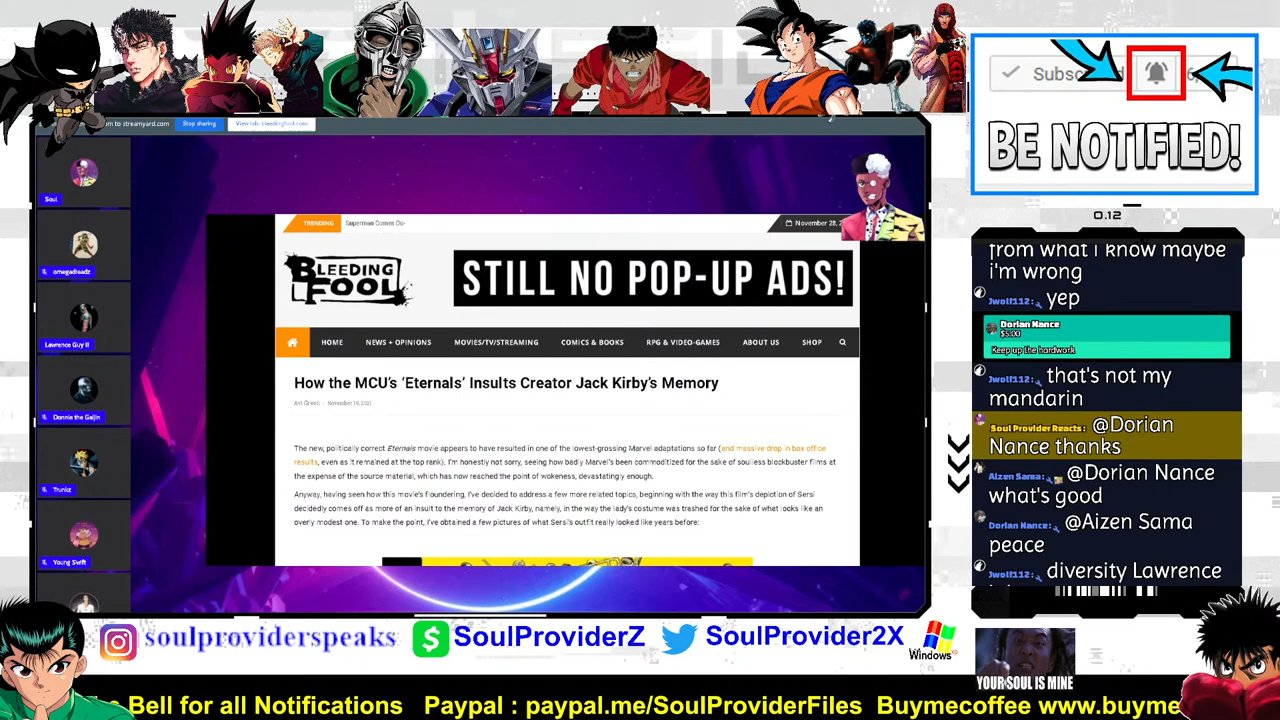 Subsc
BE NOTIFIED!
to streamyard.com
Stop sharing
View tab: bleedingfool.com
Soul
omegadreadz
Lawrence Guy II
Donnie the Gaijin
Trunkz
Young Swift
TRENDING
Superman Comes Ou-
November 28, 2
BLEEDING
FOOL
STILL NO POP-UP ADS!
HOME
NEWS + OPINIONS
MOVIES/TV/STREAMING
COMICS & BOOKS
RPG & VIDEO-GAMES
ABOUT US
SHOP
How the MCU's 'Eternals' Insults Creator Jack Kirby's Memory
Avi Green - November 19, 2021
The new, politically correct Eternals movie appears to have resulted in one of the lowest-grossing Marvel adaptations so far (and massive drop in box office
results, even as it remained at the top rank). I'm honestly not sorry, seeing how badly Marvel's been commoditized for the sake of soulless blockbuster films at
the expense of the source material, which has now reached the point of wokeness, devastatingly enough.
Anyway, having seen how this movie's floundering, I've decided to address a few more related topics, beginning with the way this film's depiction of Sersi
decidedly comes off as more of an insult to the memory of Jack Kirby, namely, in the way the lady's costume was trashed for the sake of what looks like an
overly modest one. To make the point, I've obtained a few pictures of what Sersi's outfit really looked like years before:
0.12
from what i know maybe
i'm wrong
Jwolf112: yep
Dorian Nance
$5.00
Keep up the hardwork
Jwolf112: that's not my
mandarin
Soul Provider Reacts: @Dorian
Nance thanks
Aizen Sama: @Dorian Nance
what's good
Dorian Nance: @Aizen Sama
peace
Jwolf112: diversity Lawrence
soulproviderspeaks
SoulProviderZ
SoulProvider2X
Windows
YOUR SOUL IS MINE
Bell for all Notifications Paypal : paypal.me/SoulProviderFiles Buymecoffee www.buyme